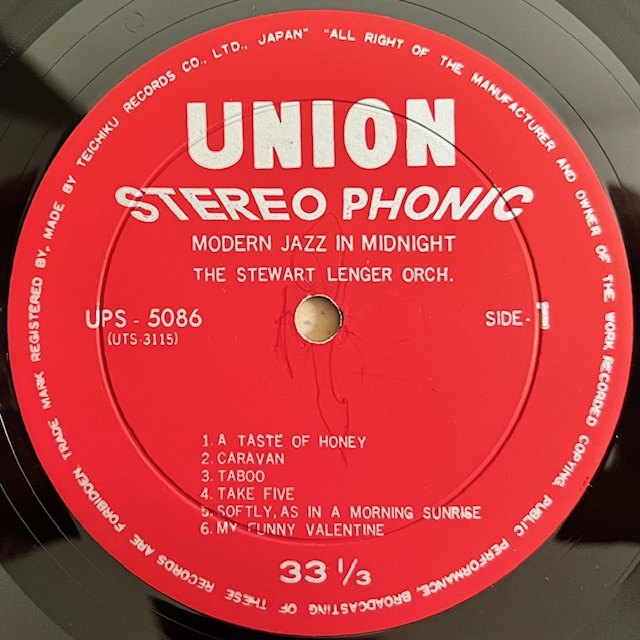 TRADE MARK REGISTERED BY, MADE BY TEICHIKU RECORDS CO., LTD., JAPAN" "ALL RIGHT OF THE MANUFACTURER AND OWNER OF THE WORK RECORDED COPYING PUBLIC PERFORMANCE, BROADCASTING OF THESE RECORDS ARE FORBIDDEN
UNION
STEREO PHONIC
MODERN JAZZ IN MIDNIGHT
THE STEWART LENGER ORCH.
UPS - 5086
SIDE - I
(UTS-3115)
1. A TASTE OF HONEY
2. CARAVAN
3. TABOO
4. TAKE FIVE
5. SOFTLY, AS IN A MORNING SUNRISE
6. MY FUNNY VALENTINE
33 1/3